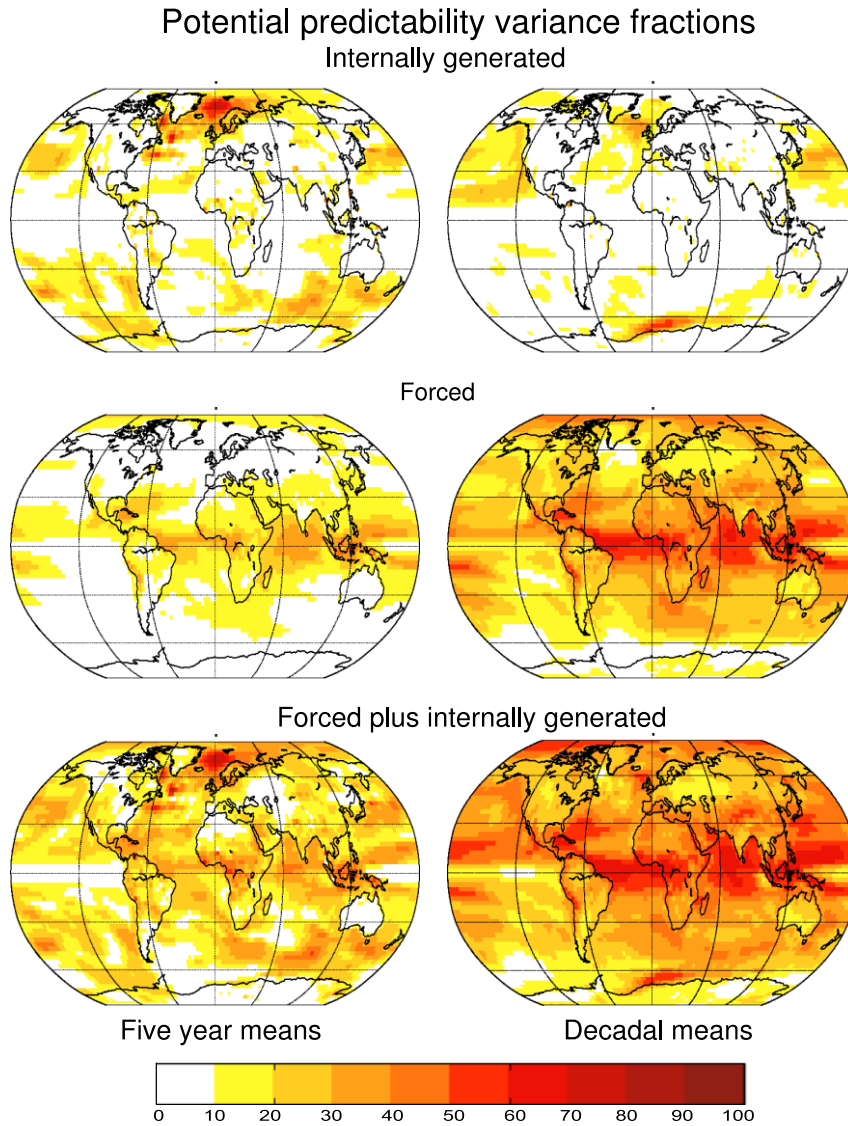 Potential predictability variance fractions
Internally generated
Forced
Forced plus internally generated
Five year means Decadal means
0 10 20 30 40 50 60 70 80 90 100